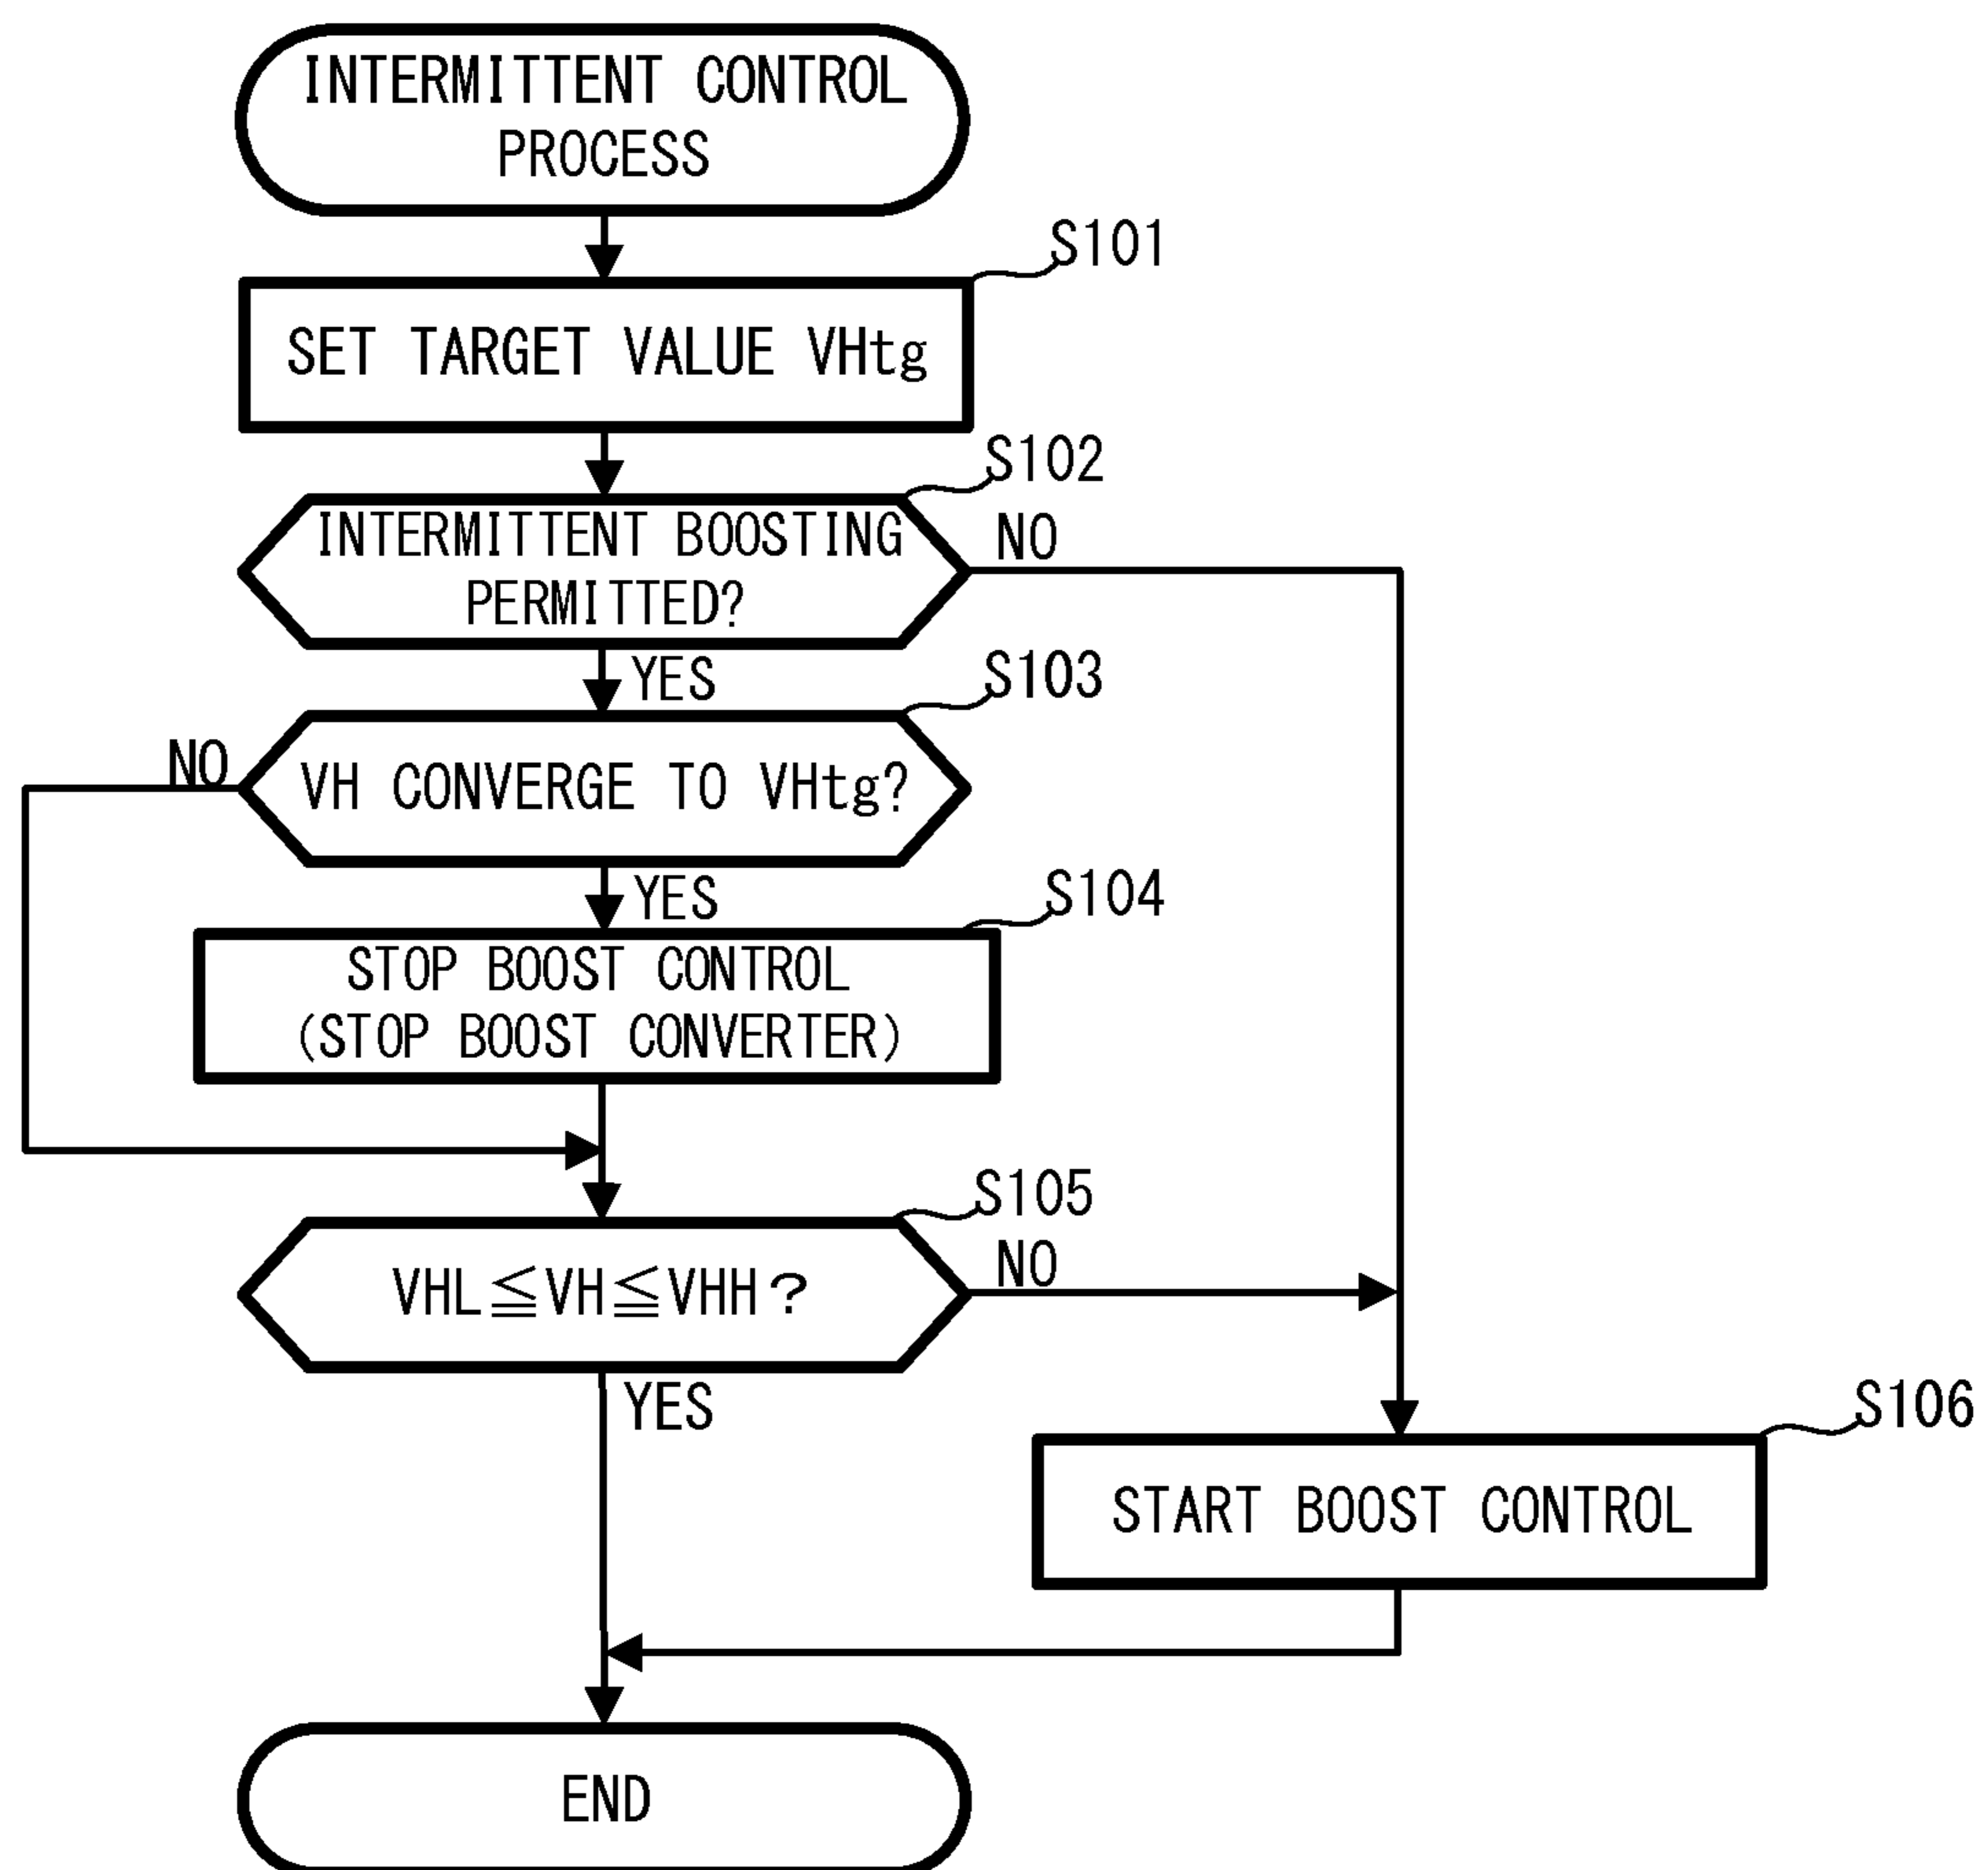 INTERMITTENT CONTROL
PROCESS
S101
SET TARGET VALUE VHtg
S102
INTERMITTENT BOOSTING
PERMITTED?
NO
YES
S103
NO
VH CONVERGE TO VHtg?
YES
S104
STOP BOOST CONTROL
(STOP BOOST CONVERTER)
S105
VHL≦VH≦VHH?
NO
YES
S106
START BOOST CONTROL
END